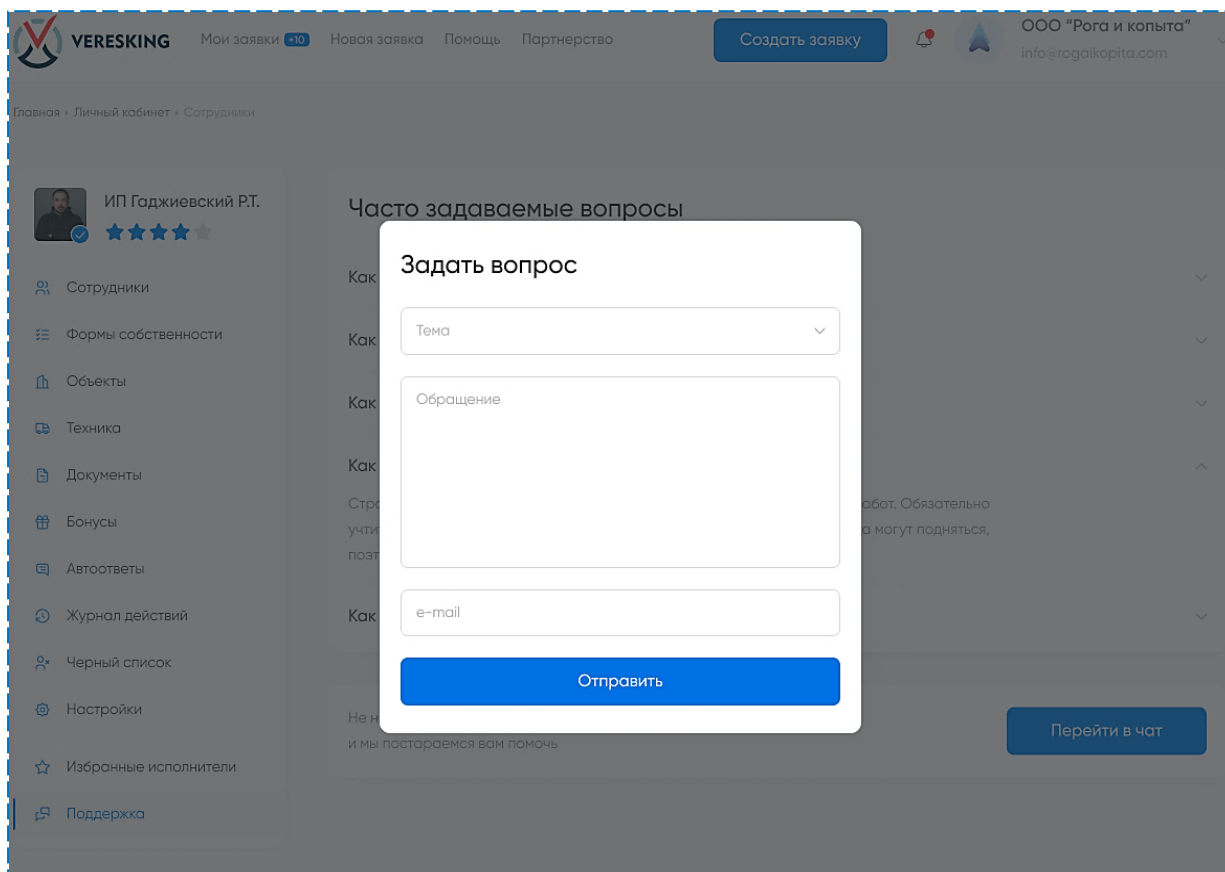 VERESKING
Мои заявки +10 Новая заявка Помощь Партнерство
Создать заявку
ООО "Рога и копыта"
info@rogaikopita.com
Главная • Личный кабинет • Сотрудники
ИП Гаджиевский Р.Т.
Сотрудники
Формы собственности
Объекты
Техника
Документы
Бонусы
Автоответы
Журнал действий
Черный список
Настройки
Избранные исполнители
Поддержка
Часто задаваемые вопросы
Как
Как
Как
Как
абот. Обязательно
учти а могут подняться,
поэт
Как
Задать вопрос
Тема
Обращение
e-mail
Отправить
Не н
и мы постараемся вам помочь
Перейти в чат